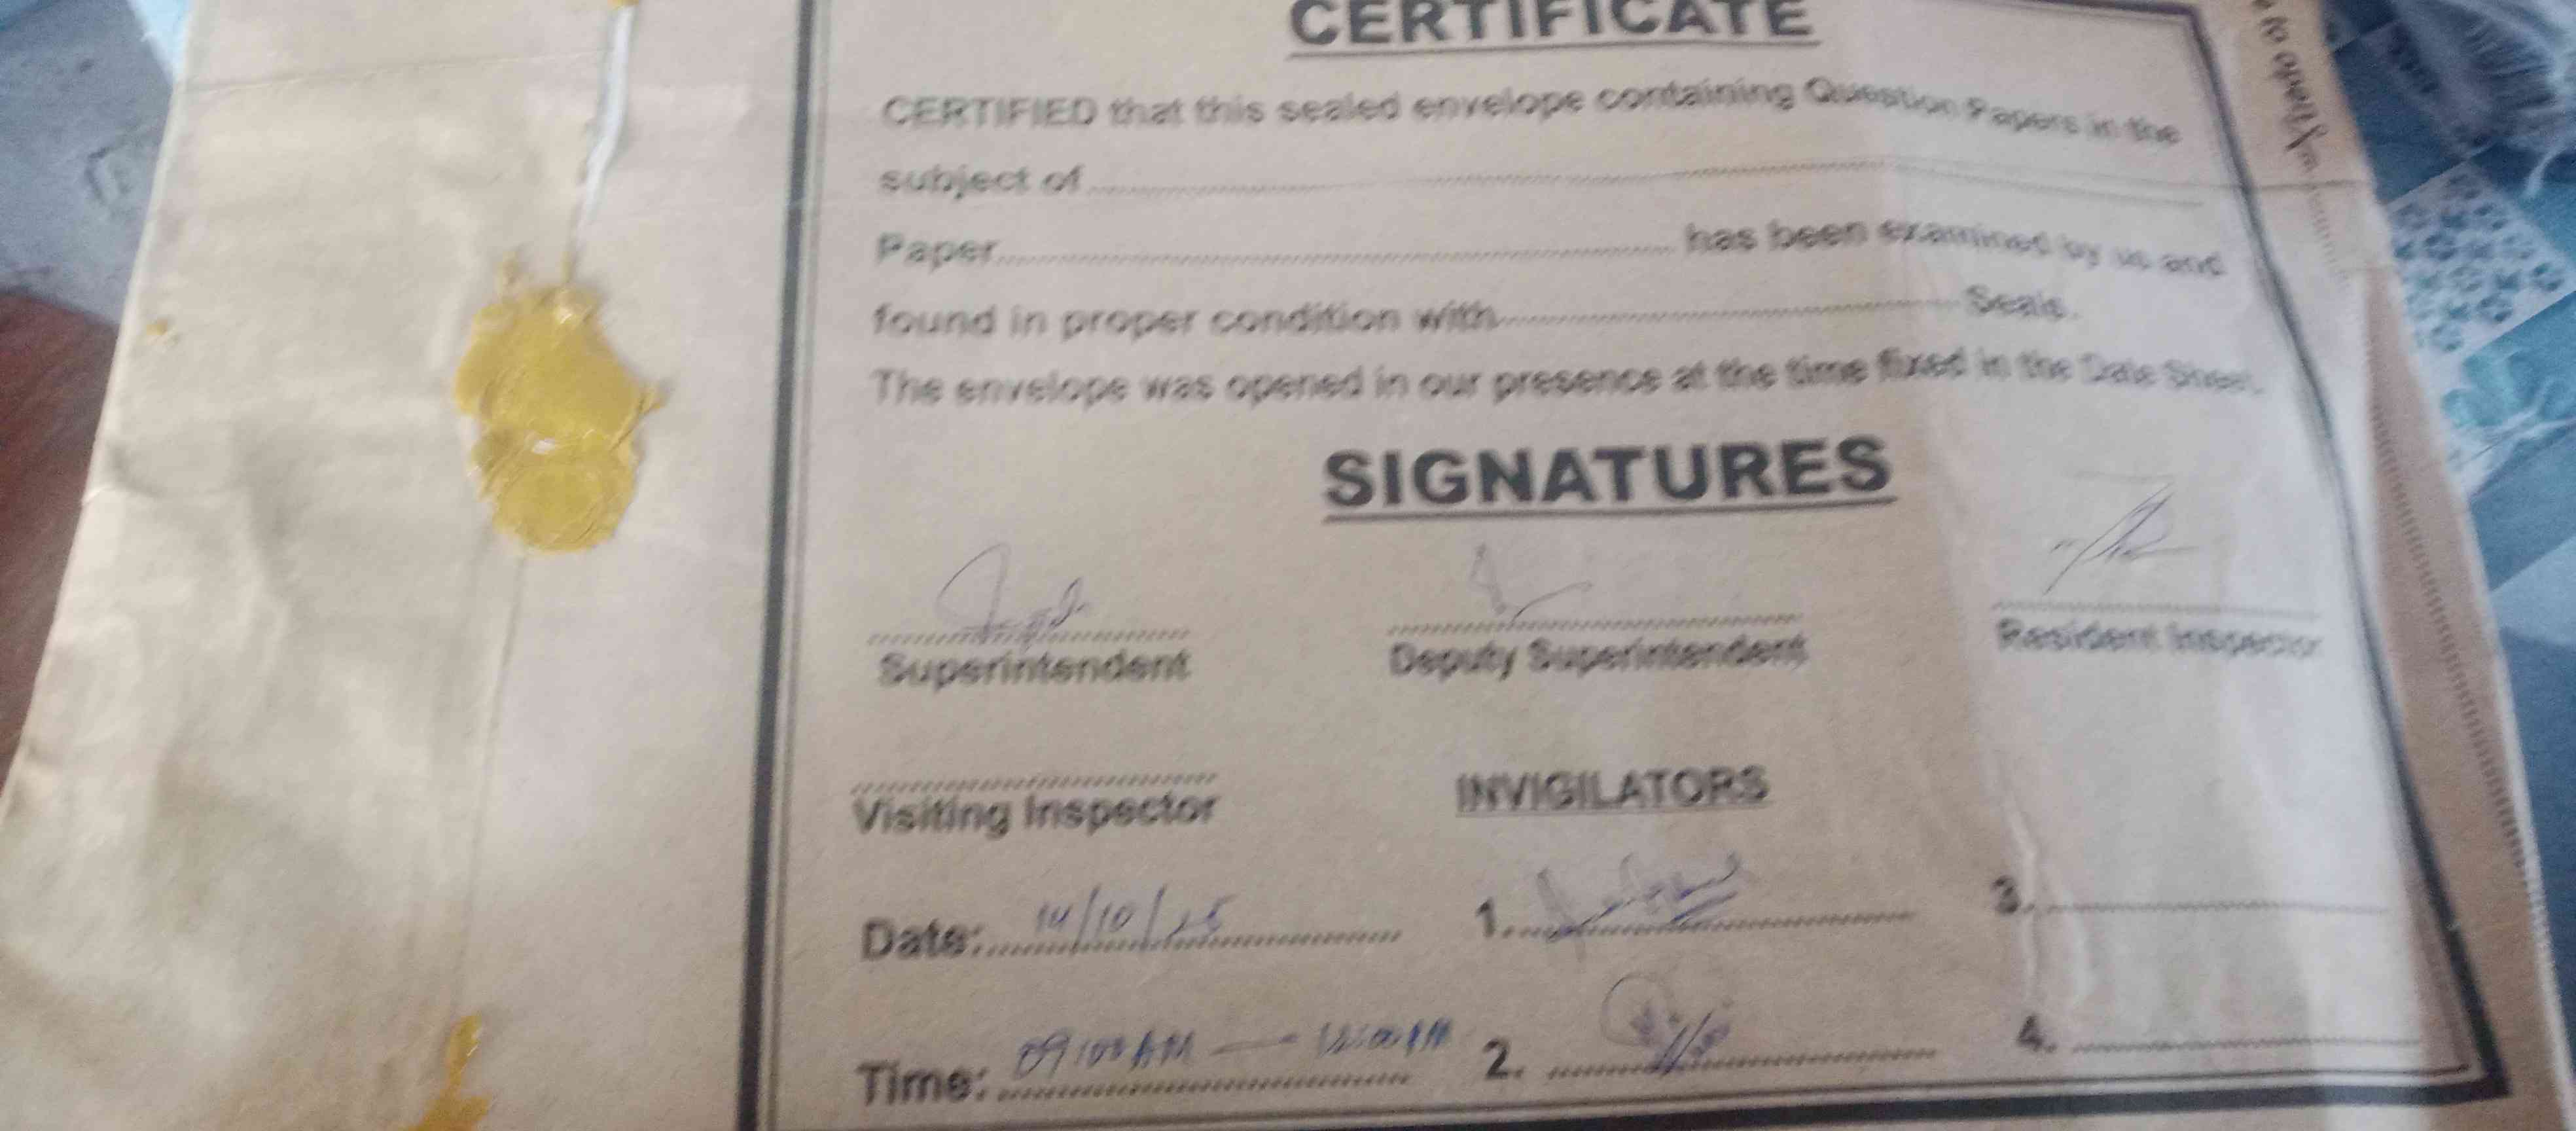 CERTIFICATE
CERTIFIED that this sealed envelope containing Question Papers in the
subject of
Paper has been examined by us and
found in proper condition with Seals.
The envelope was opened in our presence at the time fixed in the Date Sheet.
SIGNATURES
Superintendent Deputy Superintendent Resident Inspector
Visiting Inspector INVIGILATORS
Date: 14/10/25 1. 3.
Time: 09:00 AM — 12:00 PM 2. 4.